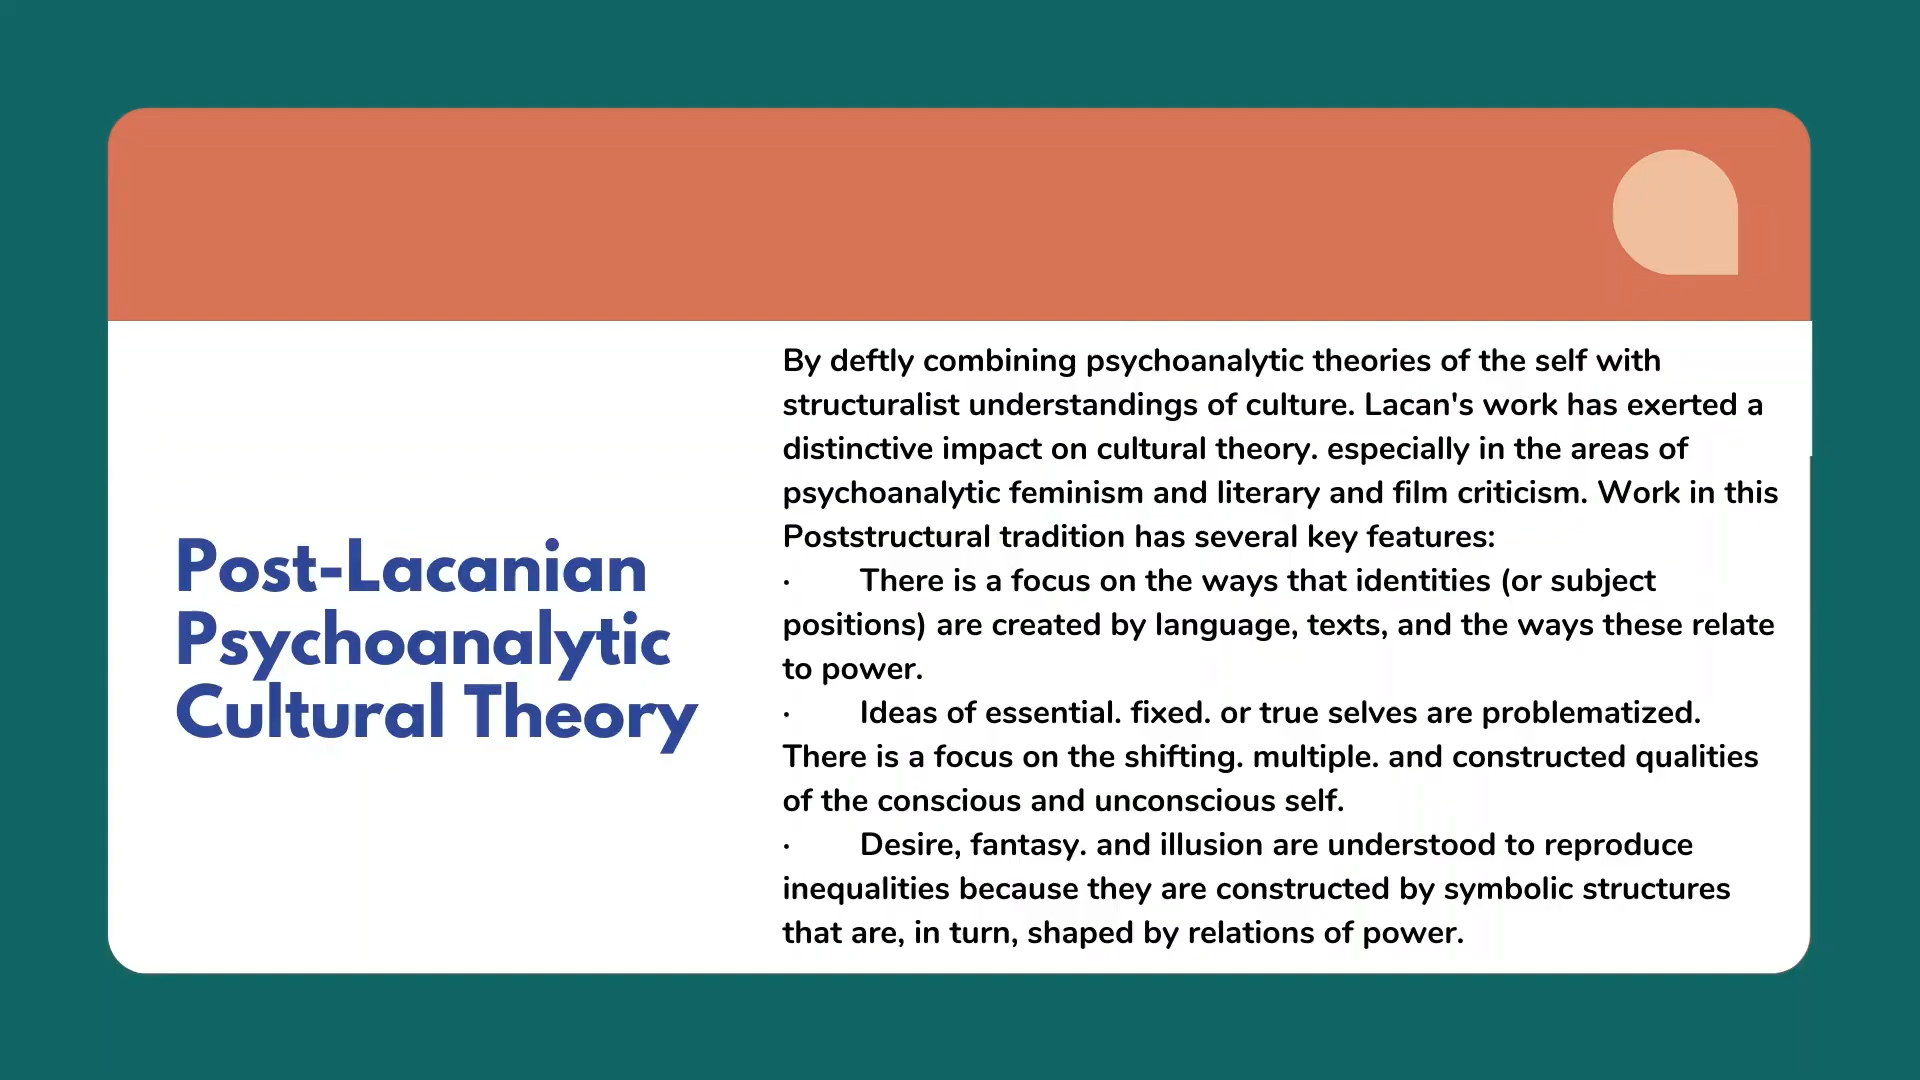 Post-Lacanian
Psychoanalytic
Cultural Theory
By deftly combining psychoanalytic theories of the self with
structuralist understandings of culture. Lacan's work has exerted a
distinctive impact on cultural theory. especially in the areas of
psychoanalytic feminism and literary and film criticism. Work in this
Poststructural tradition has several key features:
· There is a focus on the ways that identities (or subject
positions) are created by language, texts, and the ways these relate
to power.
· Ideas of essential. fixed. or true selves are problematized.
There is a focus on the shifting. multiple. and constructed qualities
of the conscious and unconscious self.
· Desire, fantasy. and illusion are understood to reproduce
inequalities because they are constructed by symbolic structures
that are, in turn, shaped by relations of power.